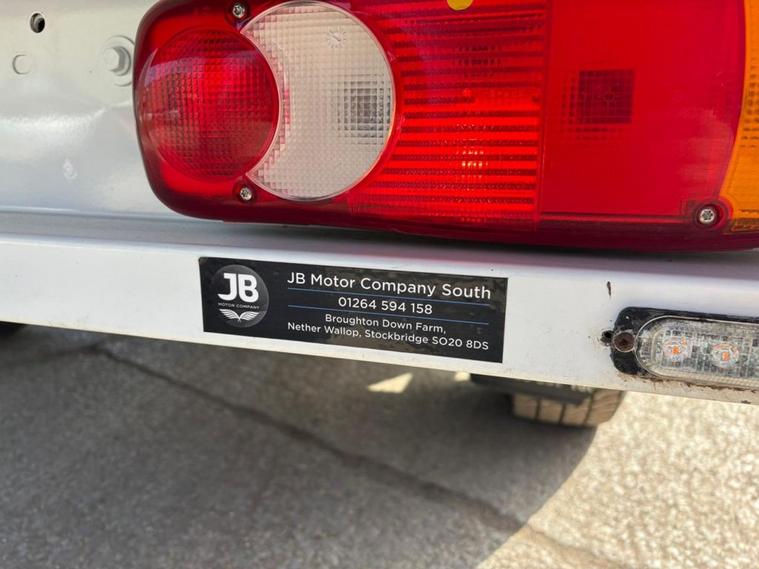 JB
MOTOR COMPANY
JB Motor Company South
01264 594 158
Broughton Down Farm,
Nether Wallop, Stockbridge SO20 8DS